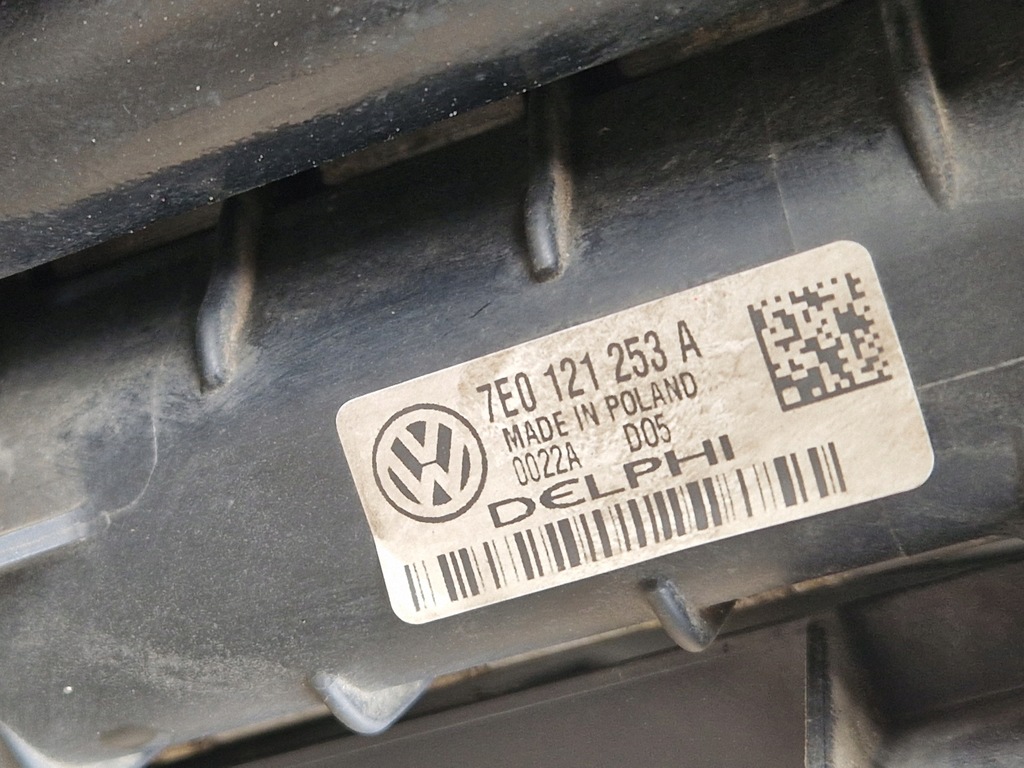 7E0 121 253 A
MADE IN POLAND
0022A D05
DELPHI